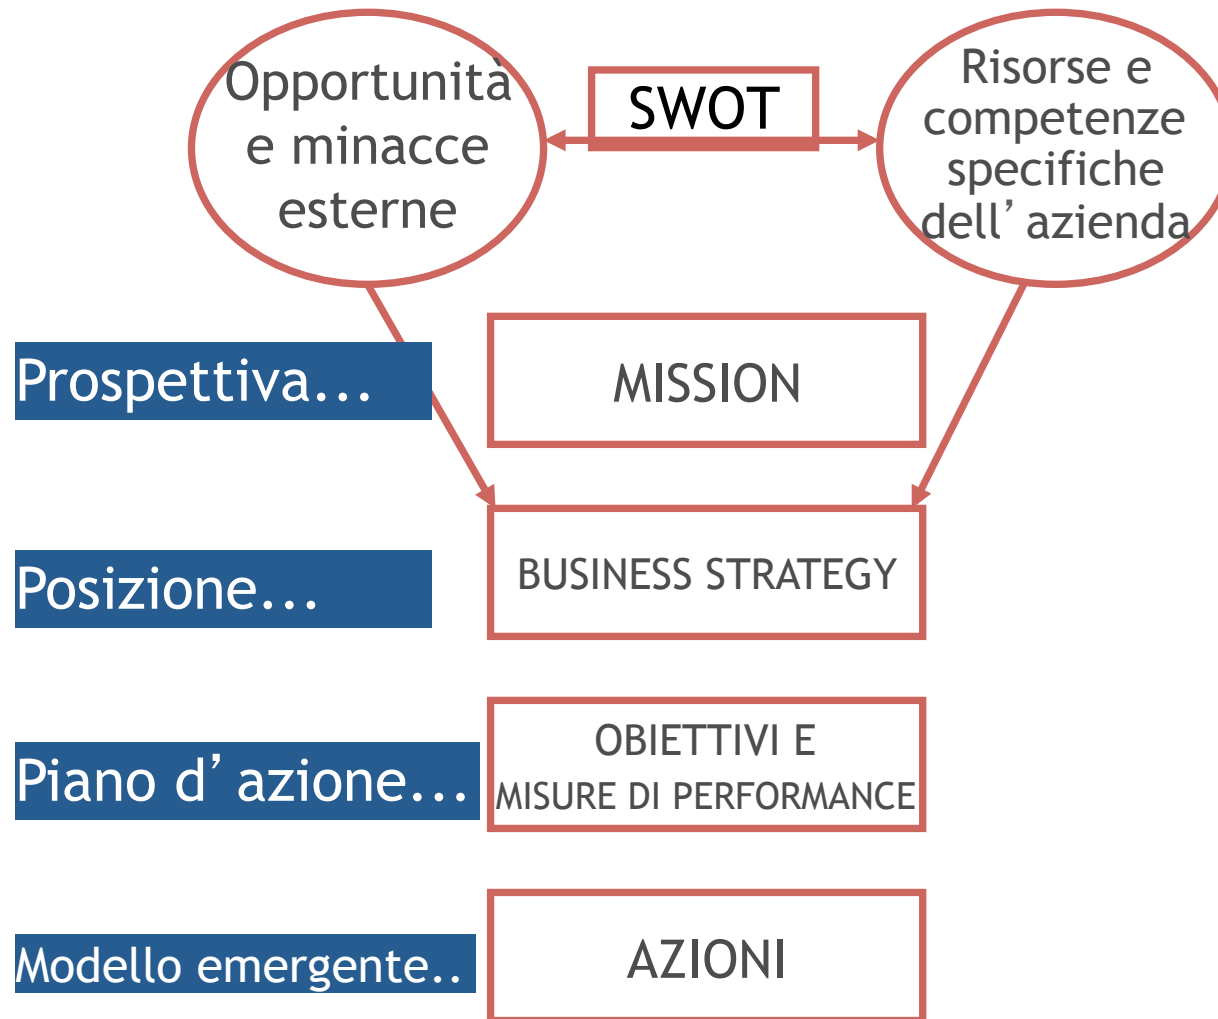 Opportunità
e minacce
esterne
SWOT
Risorse e
competenze
specifiche
dell’ azienda
Prospettiva...
MISSION
Posizione...
BUSINESS STRATEGY
Piano d’ azione...
OBIETTIVI E
MISURE DI PERFORMANCE
Modello emergente..
AZIONI